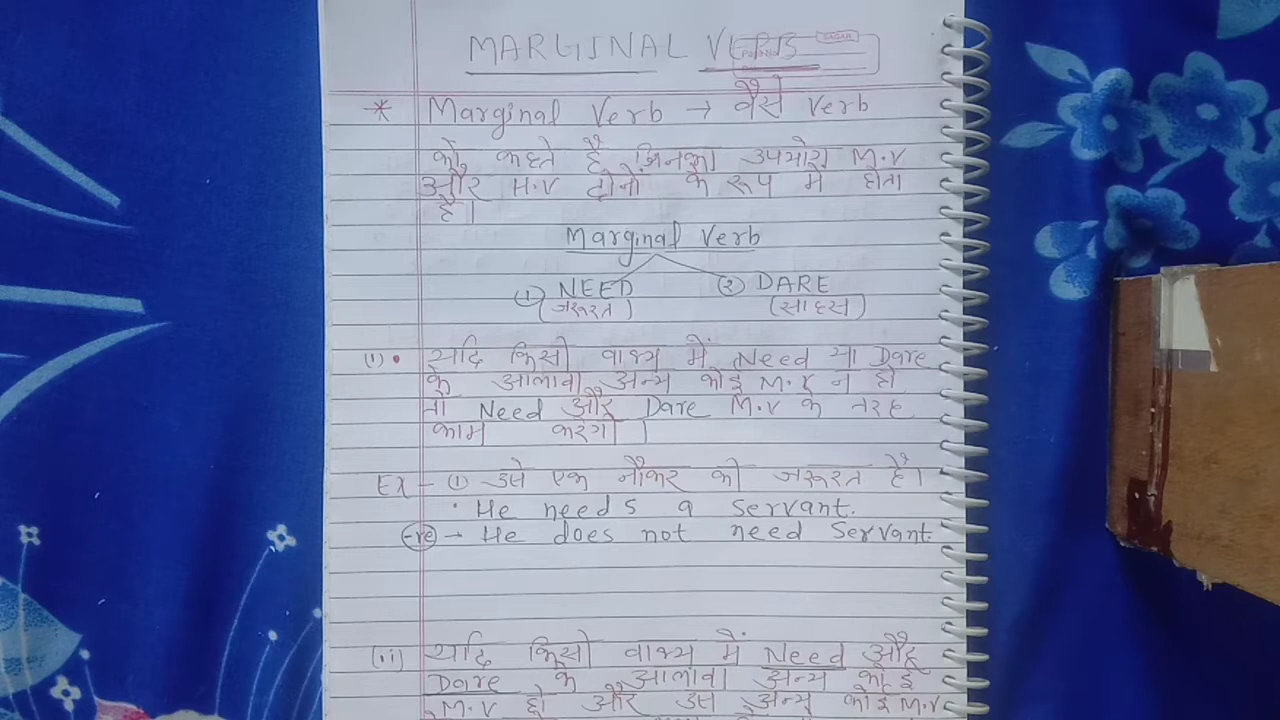 MARGINAL VERBS
* Marginal Verb → वैसे Verb
को कहते है जिनका उपयोग M.V
और H.V दोनों के रूप में होता
है।
Marginal Verb
(1) NEED (2) DARE
(जरूरत) (साहस)
(i) • यदि किसी वाक्य में Need या Dare
के आलावा अन्य कोई M.V न हो
तो Need और Dare M.V के तरह
काम करेगा।
Ex - (1) उसे एक नौकर की जरूरत है।
• He needs a servant.
(-ve) → He does not need servant.
(ii) यदि किसी वाक्य में Need और
Dare के आलावा अन्य कोई
M.V हो और उस अन्य कोई M.V